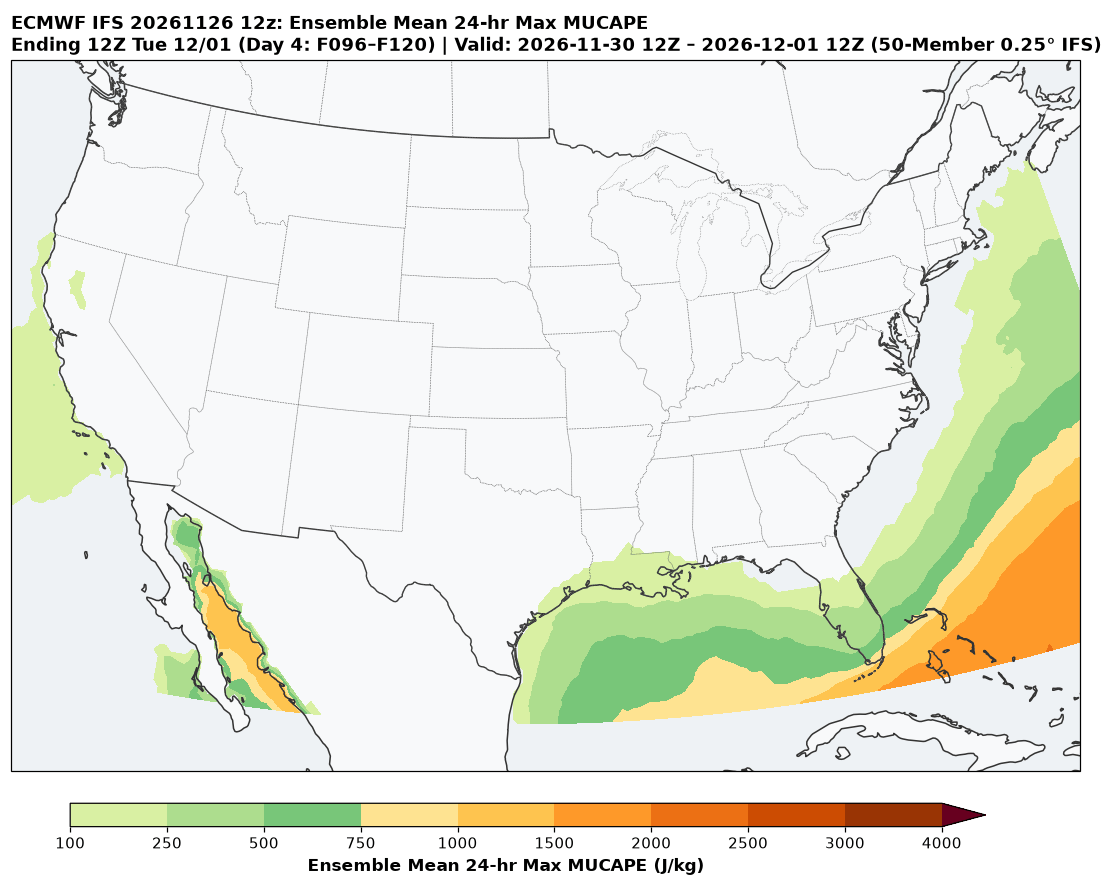 ECMWF IFS 20261126 12z: Ensemble Mean 24-hr Max MUCAPE
Ending 12Z Tue 12/01 (Day 4: F096–F120) | Valid: 2026-11-30 12Z – 2026-12-01 12Z (50-Member 0.25° IFS)
100 250 500 750 1000 1500 2000 2500 3000 4000
Ensemble Mean 24-hr Max MUCAPE (J/kg)